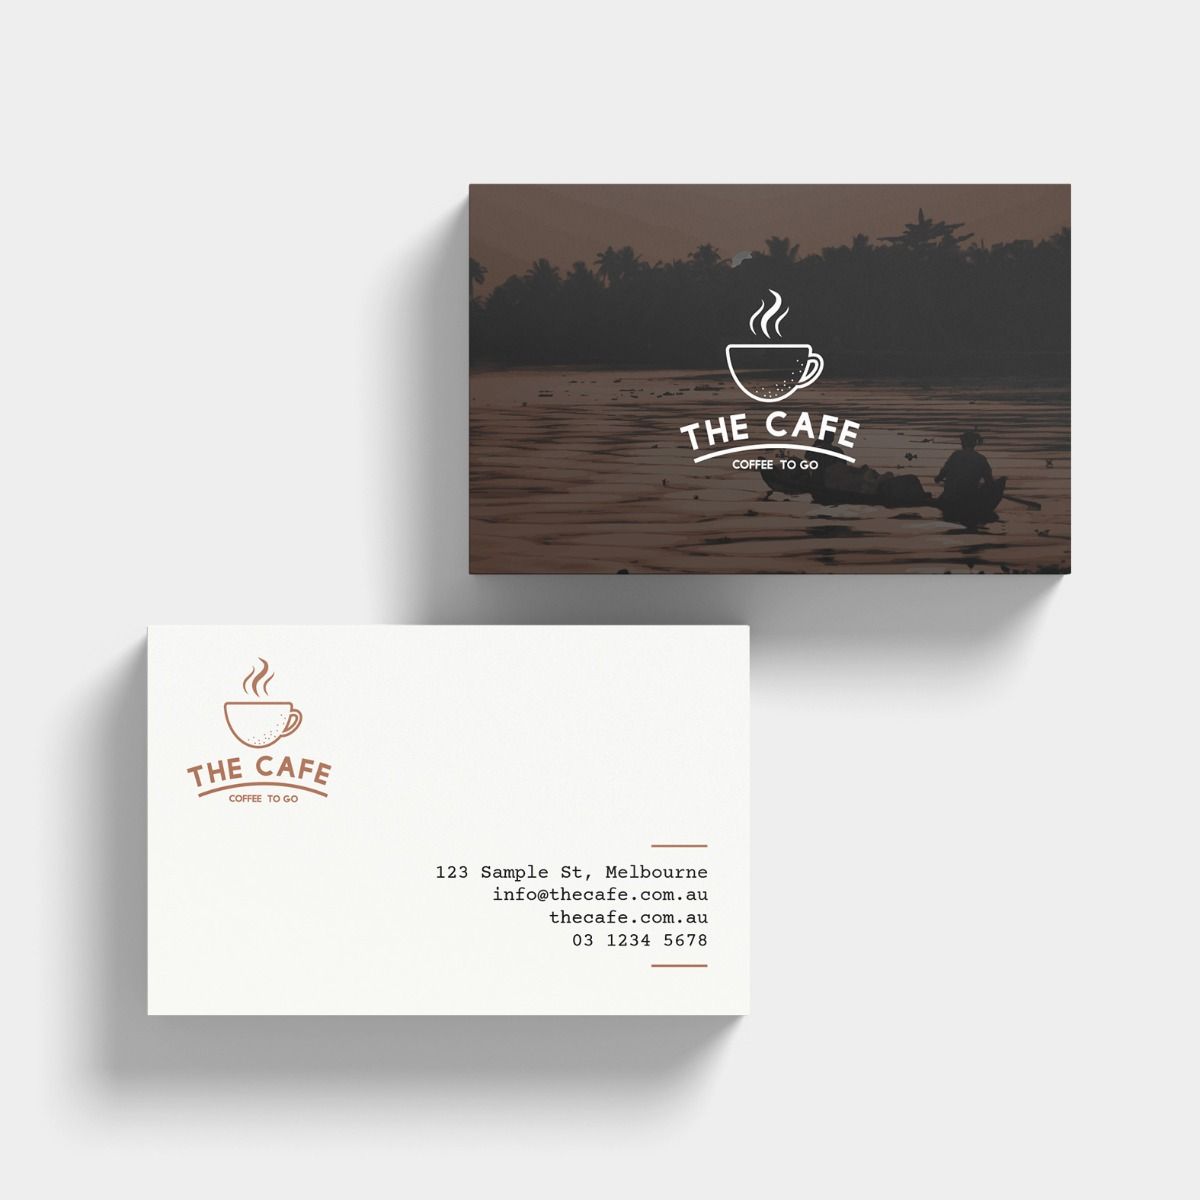 THE CAFE
COFFEE TO GO
THE CAFE
COFFEE TO GO
123 Sample St, Melbourne
info@thecafe.com.au
thecafe.com.au
03 1234 5678